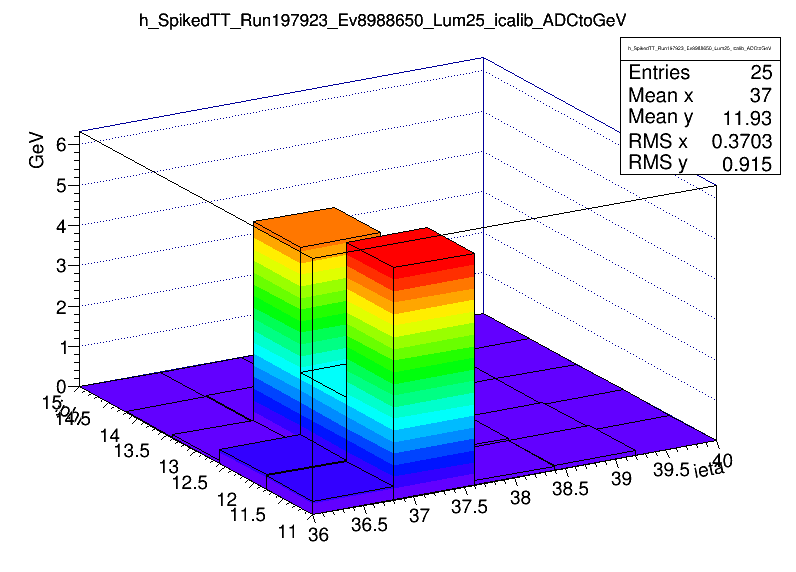 h_SpikedTT_Run197923_Ev8988650_Lum25_icalib_ADCtoGeV
h_SpikedTT_Run197923_Ev8988650_Lum25_icalib_ADCtoGeV
Entries 25
Mean x 37
Mean y 11.93
RMS x 0.3703
RMS y 0.915
GeV
6
5
4
3
2
1
0
15
14.5
14
13.5
13
12.5
12
11.5
11
36
36.5
37
37.5
38
38.5
39
39.5
40
ieta